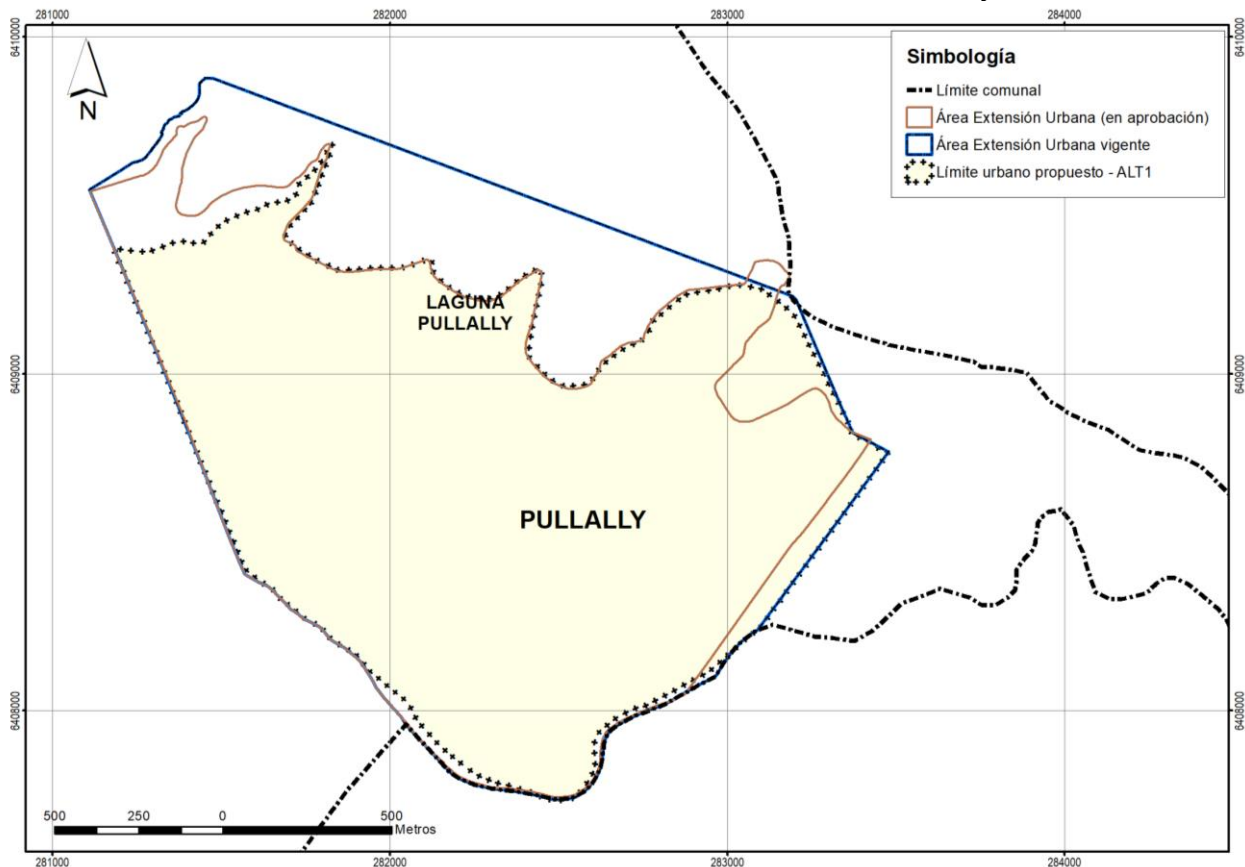 281000
282000
283000
284000
6410000
6410000
N
Simbología
Límite comunal
Área Extensión Urbana (en aprobación)
Área Extensión Urbana vigente
Límite urbano propuesto - ALT1
LAGUNA
PULLALLY
6409000
6409000
PULLALLY
6408000
6408000
500 250 0 500
Metros
281000
282000
283000
284000